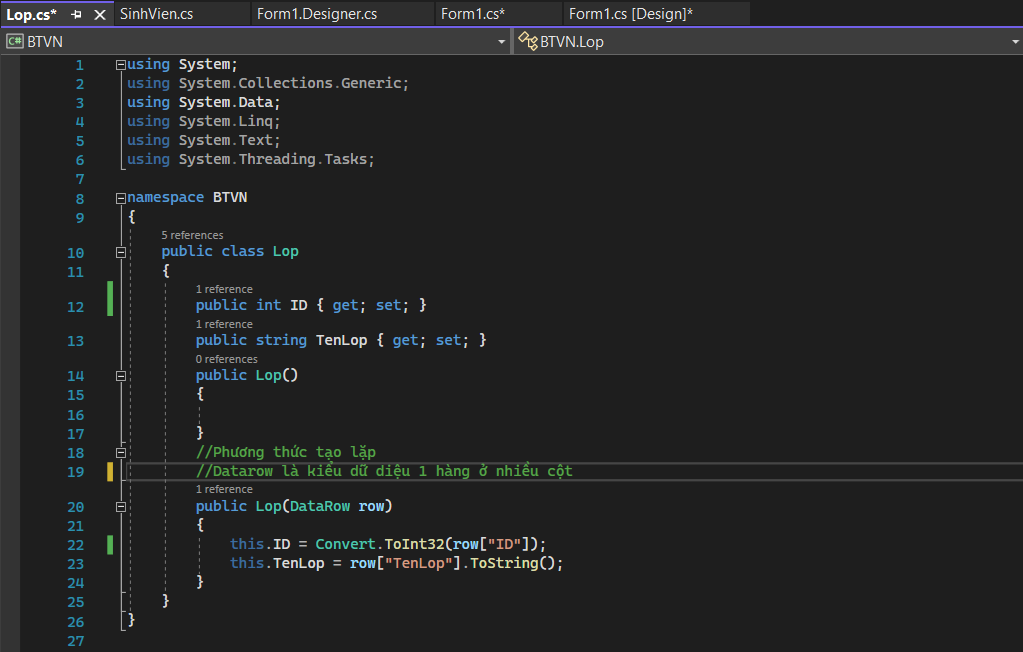 Lop.cs* SinhVien.cs Form1.Designer.cs Form1.cs* Form1.cs [Design]*
C# BTVN BTVN.Lop
1 using System;
2 using System.Collections.Generic;
3 using System.Data;
4 using System.Linq;
5 using System.Text;
6 using System.Threading.Tasks;
7
8 namespace BTVN
9 {
5 references
10 public class Lop
11 {
1 reference
12 public int ID { get; set; }
1 reference
13 public string TenLop { get; set; }
0 references
14 public Lop()
15 {
16
17 }
18 //Phương thức tạo lặp
19 //Datarow là kiểu dữ diệu 1 hàng ở nhiều cột
1 reference
20 public Lop(DataRow row)
21 {
22 this.ID = Convert.ToInt32(row["ID"]);
23 this.TenLop = row["TenLop"].ToString();
24 }
25 }
26 }
27